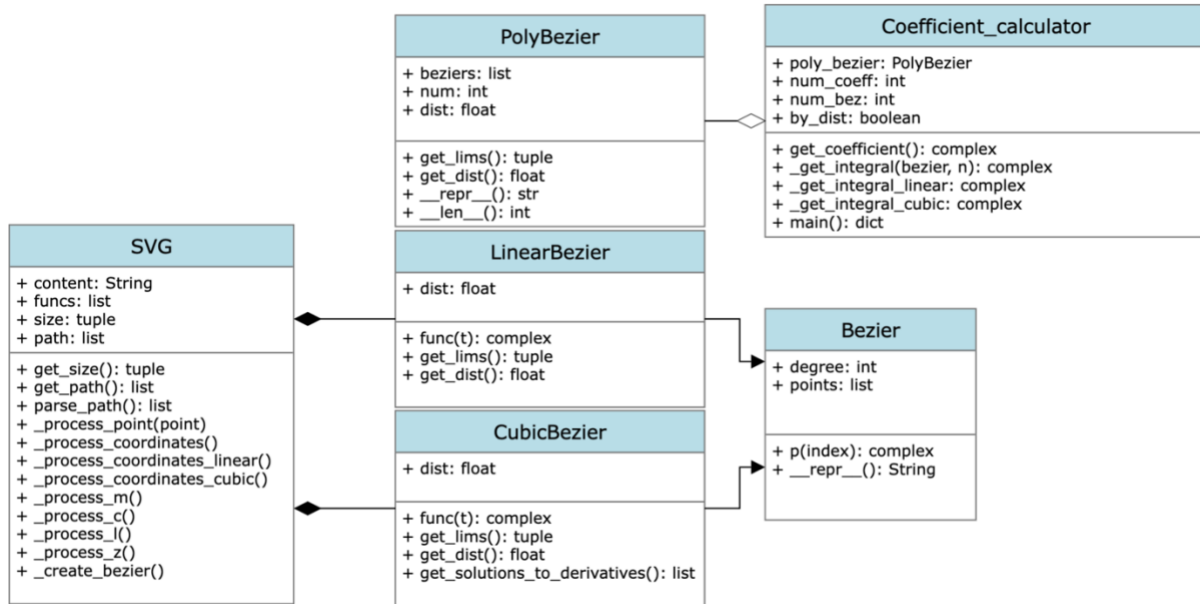 PolyBezier
+ beziers: list
+ num: int
+ dist: float
+ get_lims(): tuple
+ get_dist(): float
+ __repr__(): str
+ __len__(): int
Coefficient_calculator
+ poly_bezier: PolyBezier
+ num_coeff: int
+ num_bez: int
+ by_dist: boolean
+ get_coefficient(): complex
+ _get_integral(bezier, n): complex
+ _get_integral_linear: complex
+ _get_integral_cubic: complex
+ main(): dict
SVG
+ content: String
+ funcs: list
+ size: tuple
+ path: list
+ get_size(): tuple
+ get_path(): list
+ parse_path(): list
+ _process_point(point)
+ _process_coordinates()
+ _process_coordinates_linear()
+ _process_coordinates_cubic()
+ _process_m()
+ _process_c()
+ _process_l()
+ _process_z()
+ _create_bezier()
LinearBezier
+ dist: float
+ func(t): complex
+ get_lims(): tuple
+ get_dist(): float
Bezier
+ degree: int
+ points: list
+ p(index): complex
+ __repr__(): String
CubicBezier
+ dist: float
+ func(t): complex
+ get_lims(): tuple
+ get_dist(): float
+ get_solutions_to_derivatives(): list